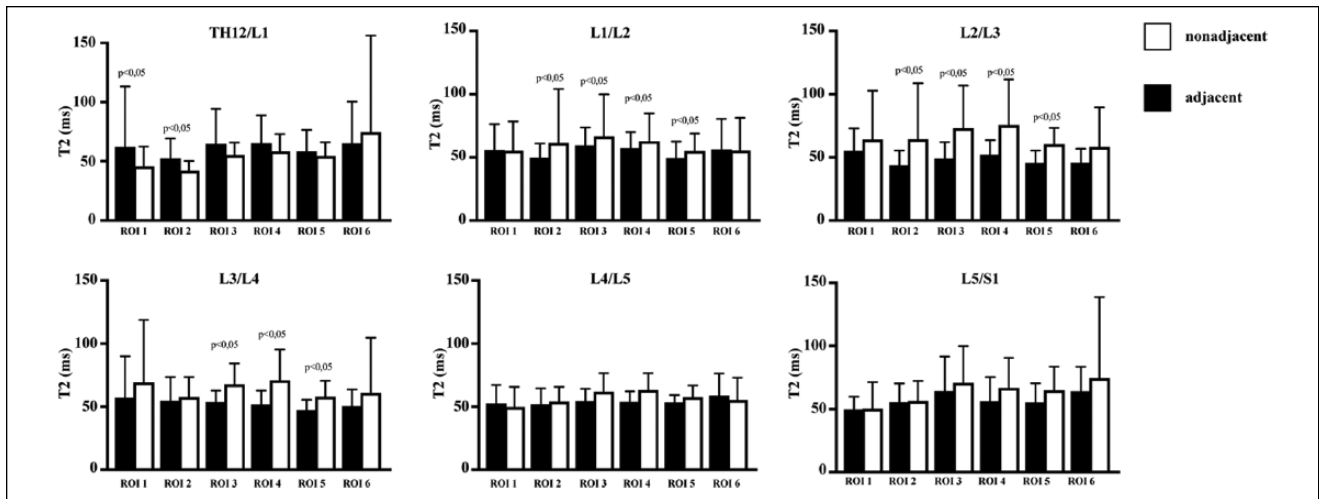 TH12/L1
150
100
50
0
T2 (ms)
p<0,05
p<0,05
ROI 1 ROI 2 ROI 3 ROI 4 ROI 5 ROI 6
L1/L2
150
100
50
0
T2 (ms)
p<0,05
p<0,05
p<0,05
p<0,05
ROI 1 ROI 2 ROI 3 ROI 4 ROI 5 ROI 6
L2/L3
150
100
50
0
T2 (ms)
p<0,05
p<0,05
p<0,05
p<0,05
ROI 1 ROI 2 ROI 3 ROI 4 ROI 5 ROI 6
nonadjacent
adjacent
L3/L4
150
100
50
0
T2 (ms)
p<0,05
p<0,05
p<0,05
ROI 1 ROI 2 ROI 3 ROI 4 ROI 5 ROI 6
L4/L5
150
100
50
0
T2 (ms)
ROI 1 ROI 2 ROI 3 ROI 4 ROI 5 ROI 6
L5/S1
150
100
50
0
T2 (ms)
ROI 1 ROI 2 ROI 3 ROI 4 ROI 5 ROI 6